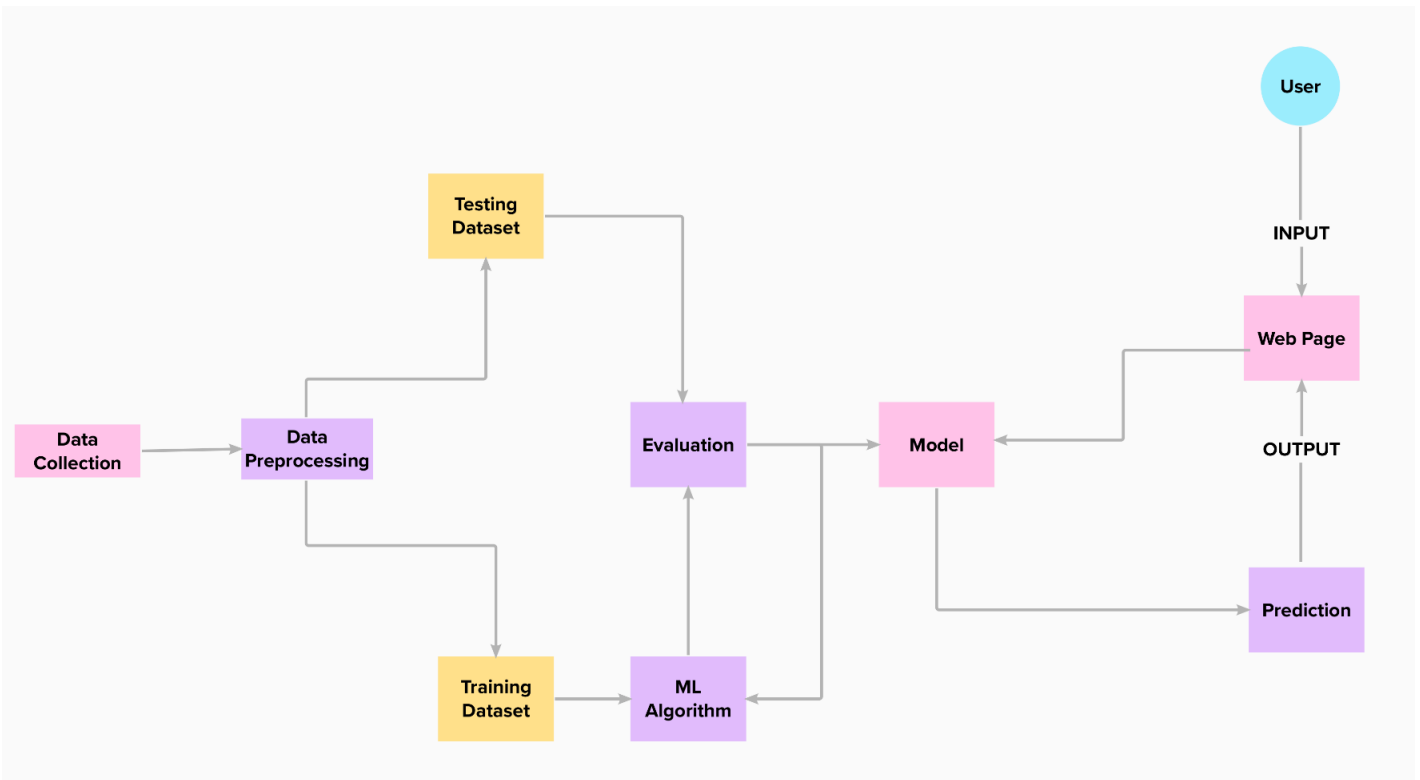 User
Testing
Dataset
INPUT
Web Page
Data
Collection
Data
Preprocessing
Evaluation
Model
OUTPUT
Prediction
Training
Dataset
ML
Algorithm